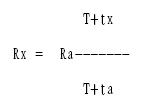 T+tx
Rx = Ra-------
T+ta